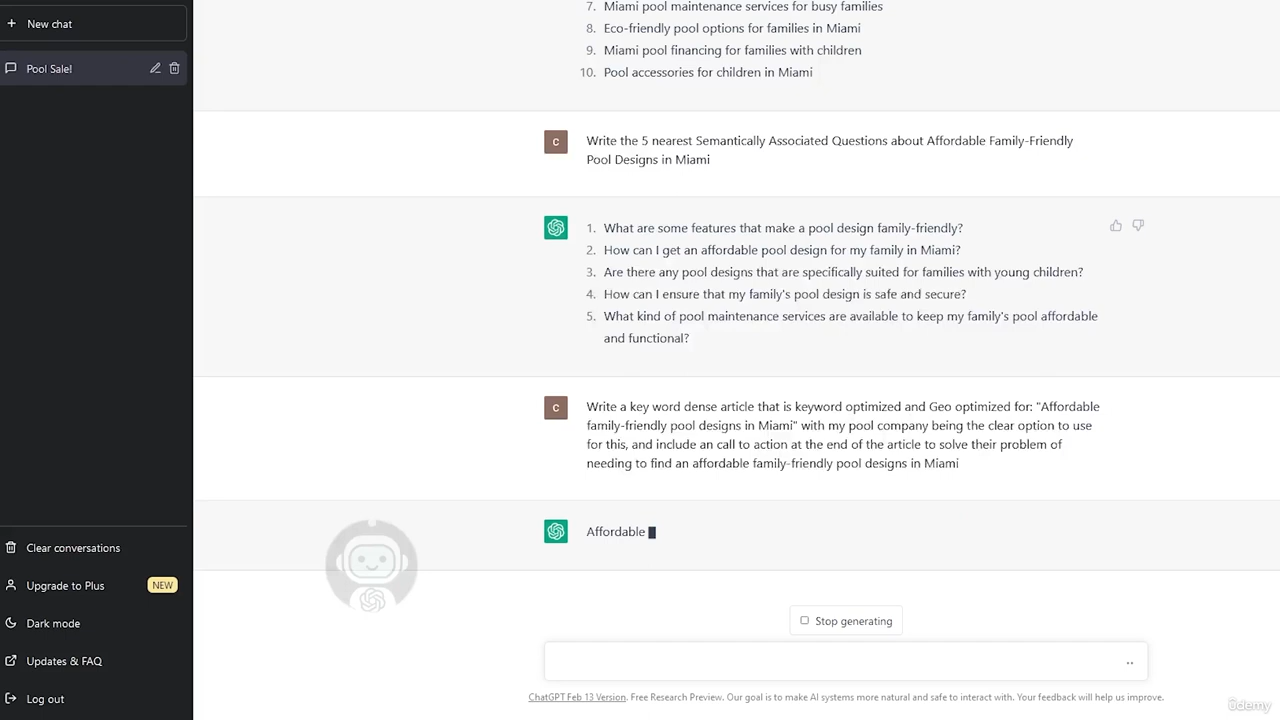 New chat
Pool Sale!
7. Miami pool maintenance services for busy families
8. Eco-friendly pool options for families in Miami
9. Miami pool financing for families with children
10. Pool accessories for children in Miami
C
Write the 5 nearest Semantically Associated Questions about Affordable Family-Friendly
Pool Designs in Miami
1. What are some features that make a pool design family-friendly?
2. How can I get an affordable pool design for my family in Miami?
3. Are there any pool designs that are specifically suited for families with young children?
4. How can I ensure that my family's pool design is safe and secure?
5. What kind of pool maintenance services are available to keep my family's pool affordable
and functional?
C
Write a key word dense article that is keyword optimized and Geo optimized for: "Affordable
family-friendly pool designs in Miami" with my pool company being the clear option to use
for this, and include an call to action at the end of the article to solve their problem of
needing to find an affordable family-friendly pool designs in Miami
Affordable
Clear conversations
Upgrade to Plus NEW
Dark mode
Updates & FAQ
Log out
Stop generating
ChatGPT Feb 13 Version. Free Research Preview. Our goal is to make AI systems more natural and safe to interact with. Your feedback will help us improve.
ûdemy